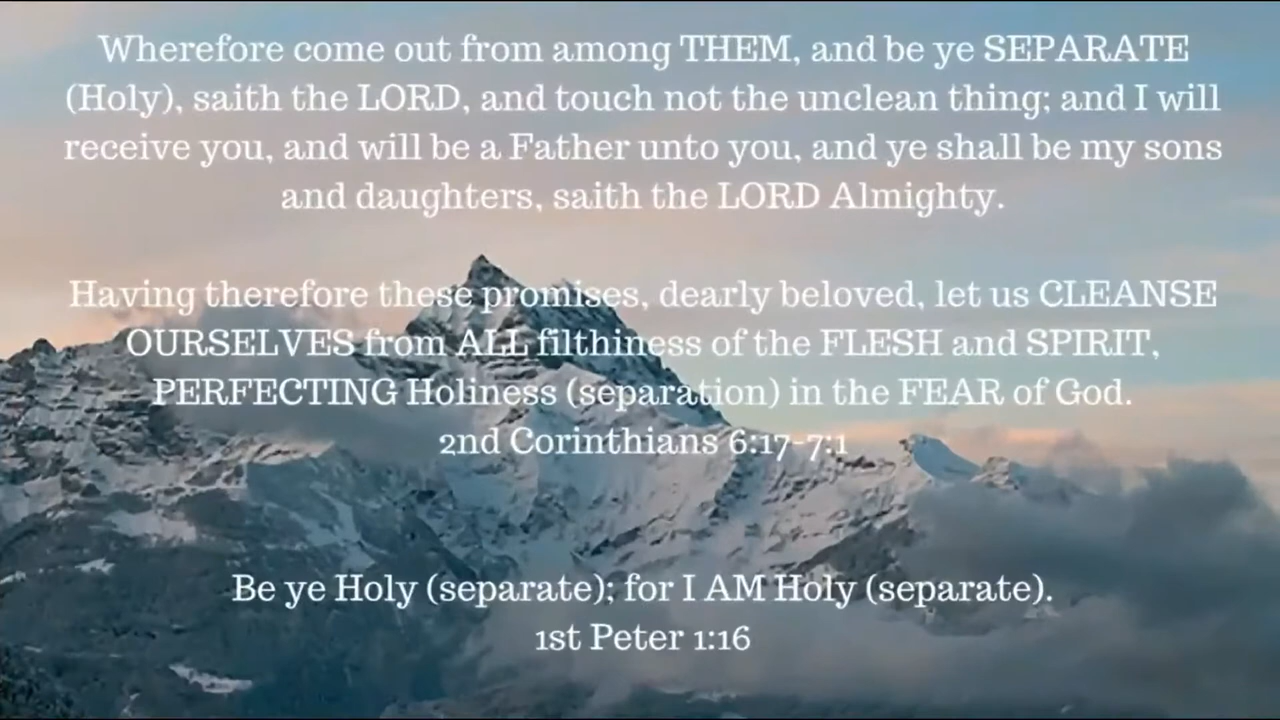 Wherefore come out from among THEM, and be ye SEPARATE
(Holy), saith the LORD, and touch not the unclean thing; and I will
receive you, and will be a Father unto you, and ye shall be my sons
and daughters, saith the LORD Almighty.
Having therefore these promises, dearly beloved, let us CLEANSE
OURSELVES from ALL filthiness of the FLESH and SPIRIT,
PERFECTING Holiness (separation) in the FEAR of God.
2nd Corinthians 6:17-7:1
Be ye Holy (separate); for I AM Holy (separate).
1st Peter 1:16